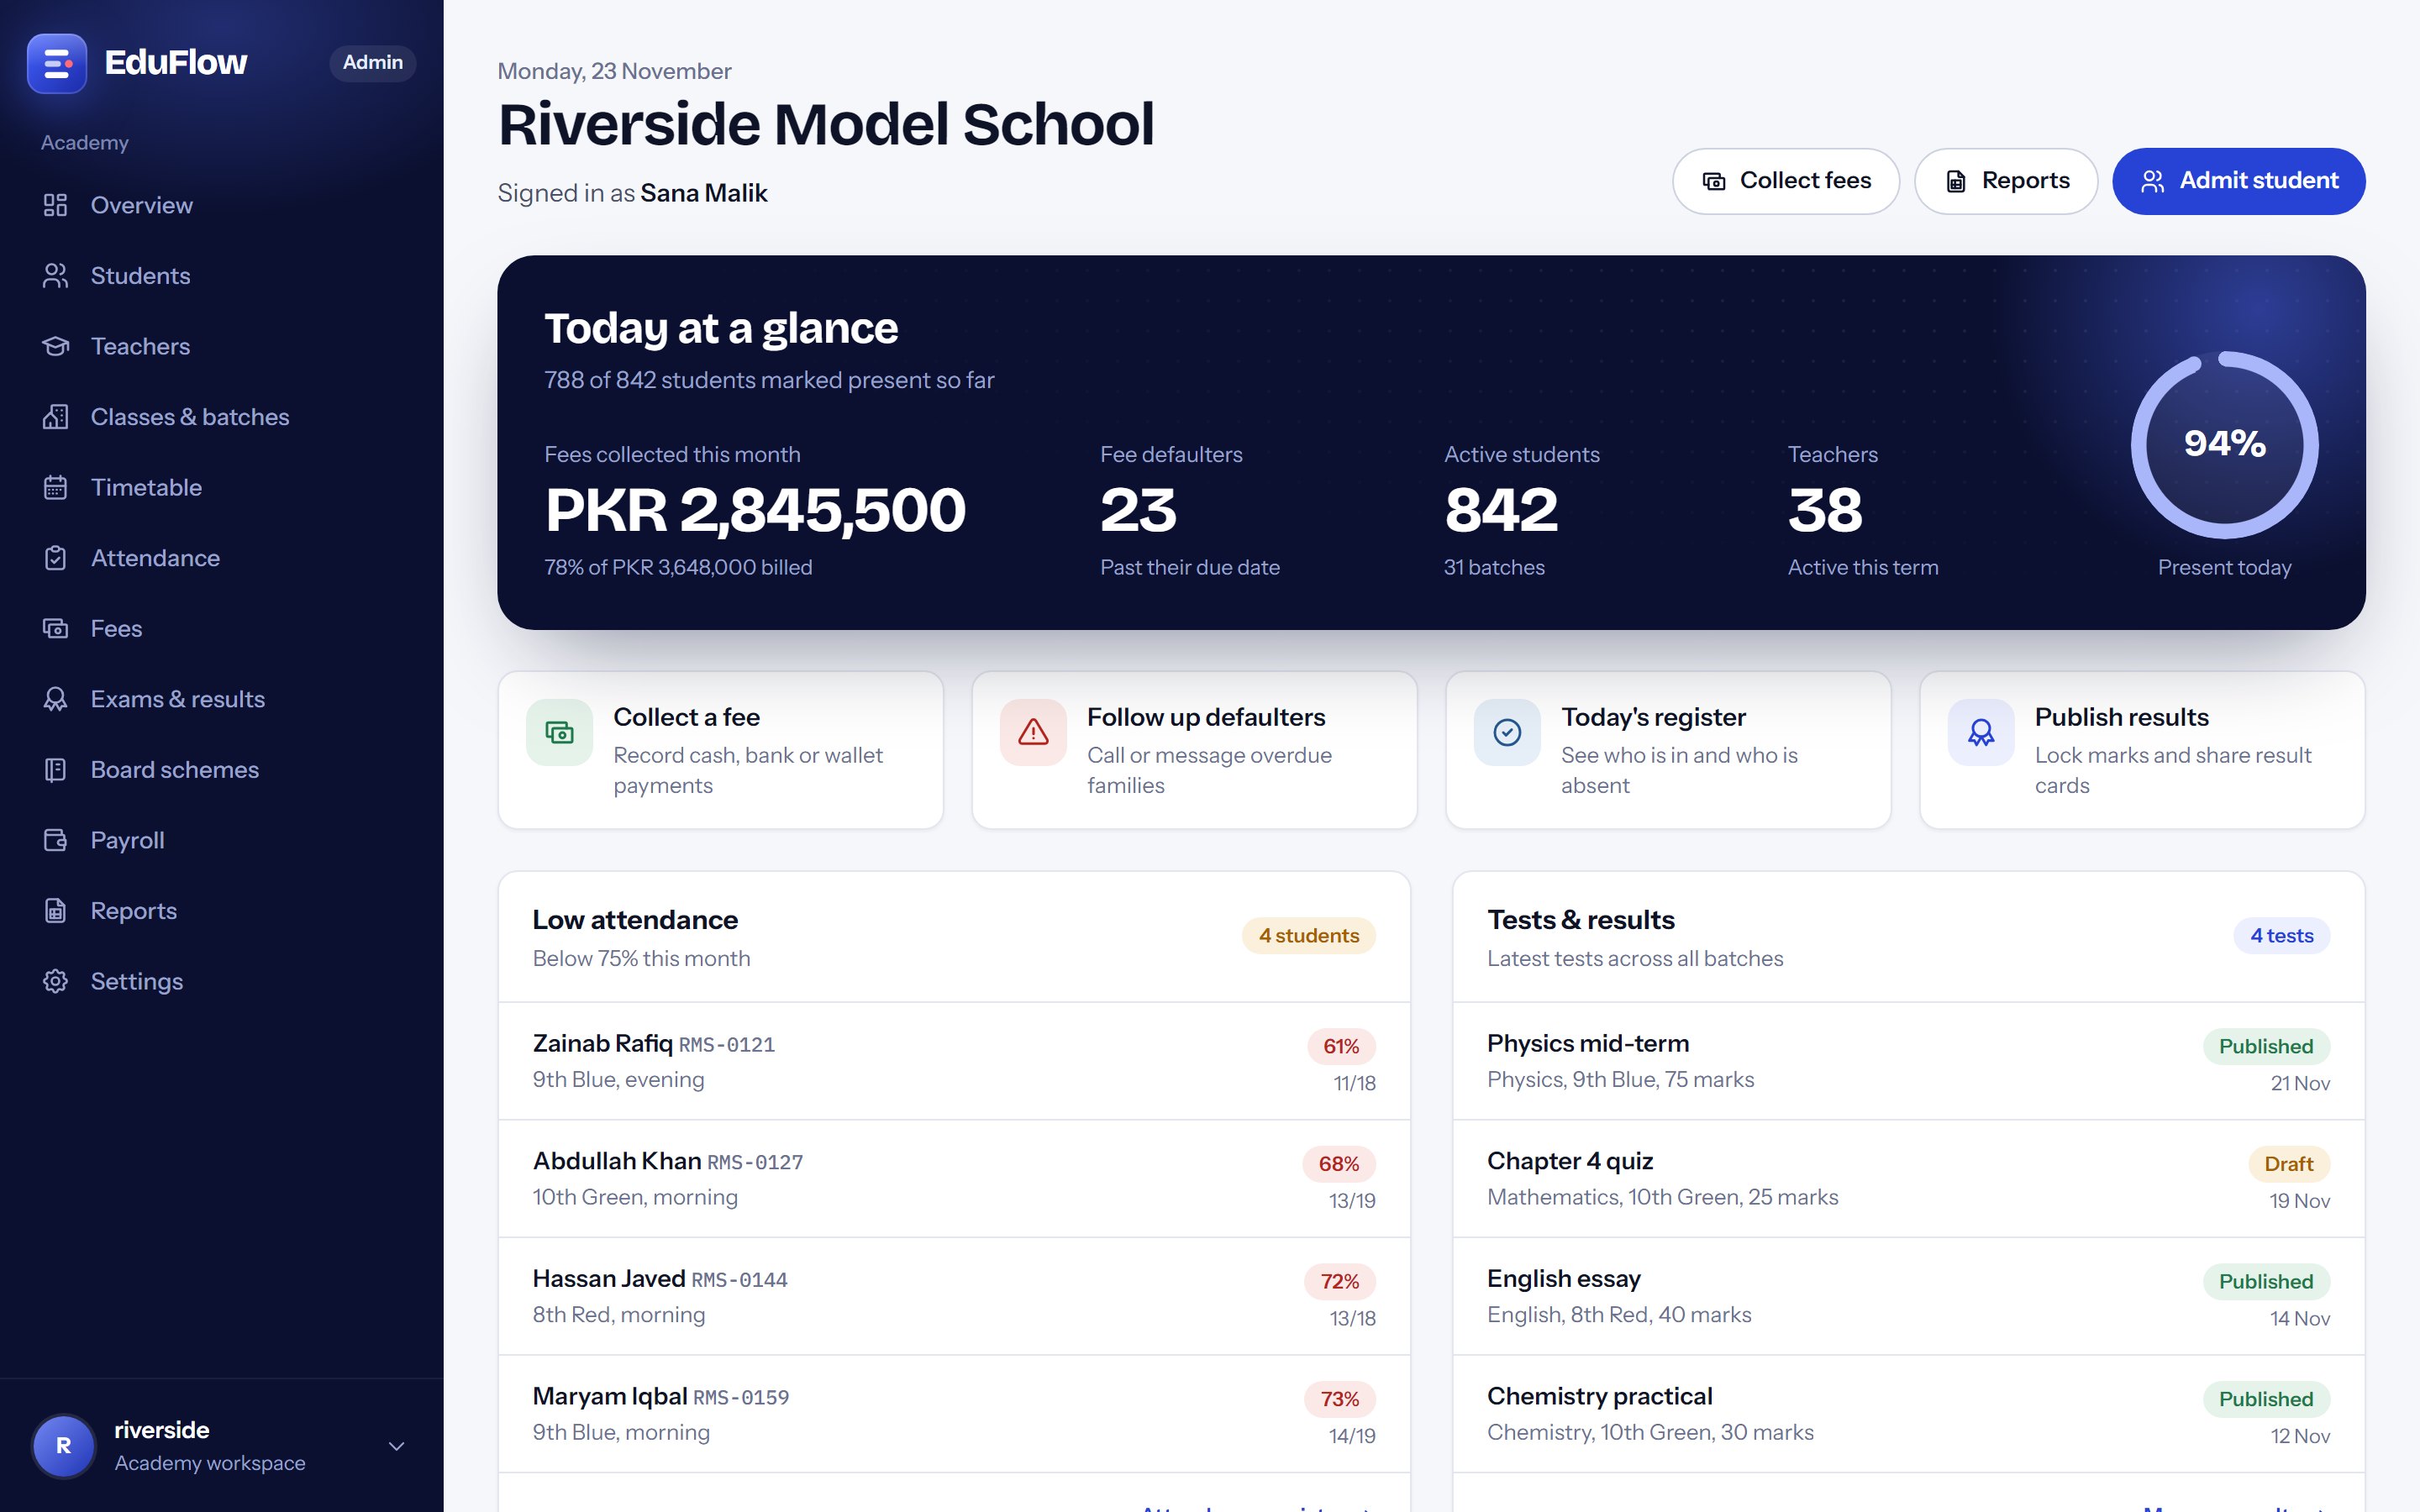 EduFlow
Admin
Academy
Overview
Students
Teachers
Classes & batches
Timetable
Attendance
Fees
Exams & results
Board schemes
Payroll
Reports
Settings
R
riverside
Academy workspace
Monday, 23 November
Riverside Model School
Signed in as Sana Malik
Collect fees
Reports
Admit student
Today at a glance
788 of 842 students marked present so far
Fees collected this month
PKR 2,845,500
78% of PKR 3,648,000 billed
Fee defaulters
23
Past their due date
Active students
842
31 batches
Teachers
38
Active this term
94%
Present today
Collect a fee
Record cash, bank or wallet
payments
Follow up defaulters
Call or message overdue
families
Today's register
See who is in and who is
absent
Publish results
Lock marks and share result
cards
Low attendance
Below 75% this month
4 students
Zainab Rafiq RMS-0121
9th Blue, evening
61%
11/18
Abdullah Khan RMS-0127
10th Green, morning
68%
13/19
Hassan Javed RMS-0144
8th Red, morning
72%
13/18
Maryam Iqbal RMS-0159
9th Blue, morning
73%
14/19
Tests & results
Latest tests across all batches
4 tests
Physics mid-term
Physics, 9th Blue, 75 marks
Published
21 Nov
Chapter 4 quiz
Mathematics, 10th Green, 25 marks
Draft
19 Nov
English essay
English, 8th Red, 40 marks
Published
14 Nov
Chemistry practical
Chemistry, 10th Green, 30 marks
Published
12 Nov